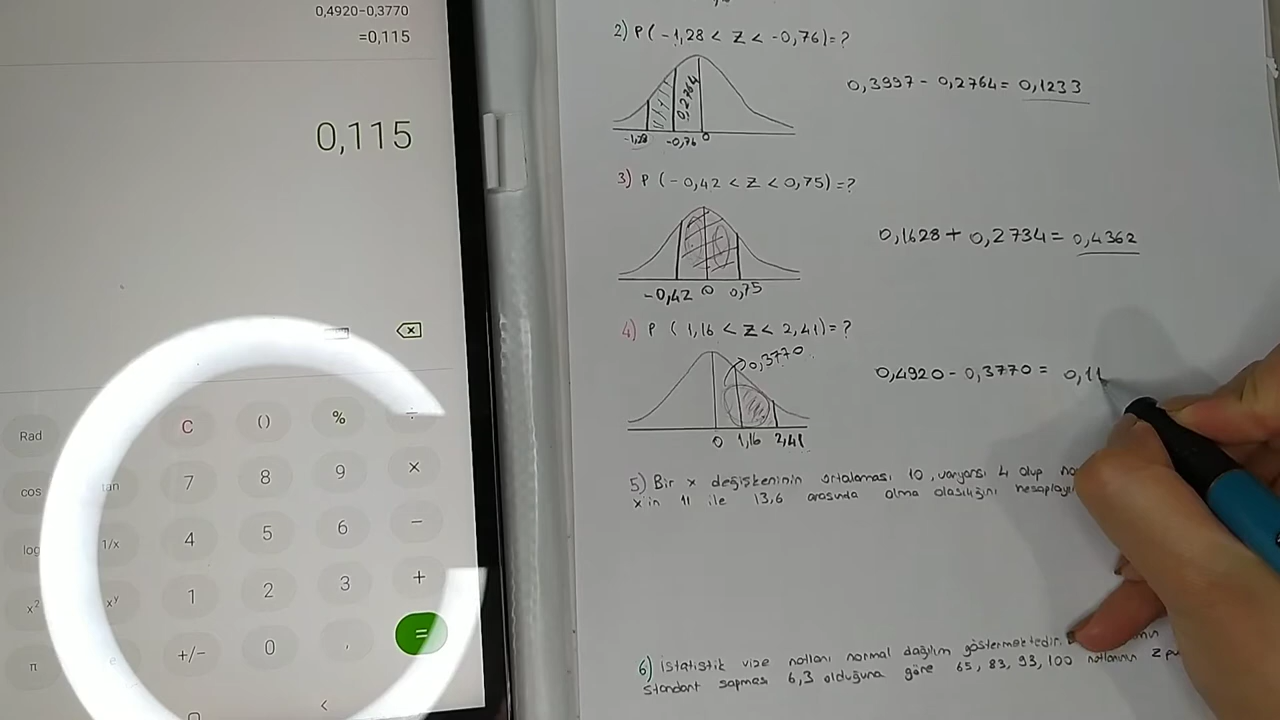 0,4920-0,3770
=0,115
0,115
Rad
C
()
%
÷
cos
tan
7
8
9
×
log
1/x
4
5
6
−
x²
xʸ
1
2
3
+
π
e
+/−
0
,
=
2) P(-1,28 < Z < -0,76)=?
0,2764
-1,28 -0,76 0
0,3997 - 0,2764 = 0,1233
3) P (-0,42 < Z < 0,75)=?
-0,42 0 0,75
0,1628 + 0,2734 = 0,4362
4) P (1,16 < Z < 2,41)=?
0,3770
0 1,16 2,41
0,4920 - 0,3770 = 0,11
5) Bir x değişkeninin ortalaması 10, varyansı 4 olup
x'in 11 ile 13,6 arasında olma olasılığını
6) İstatistik vize notları normal dağılım göstermektedir.
standart sapması 6,3 olduğuna göre 65, 83, 93, 100 notlarının z